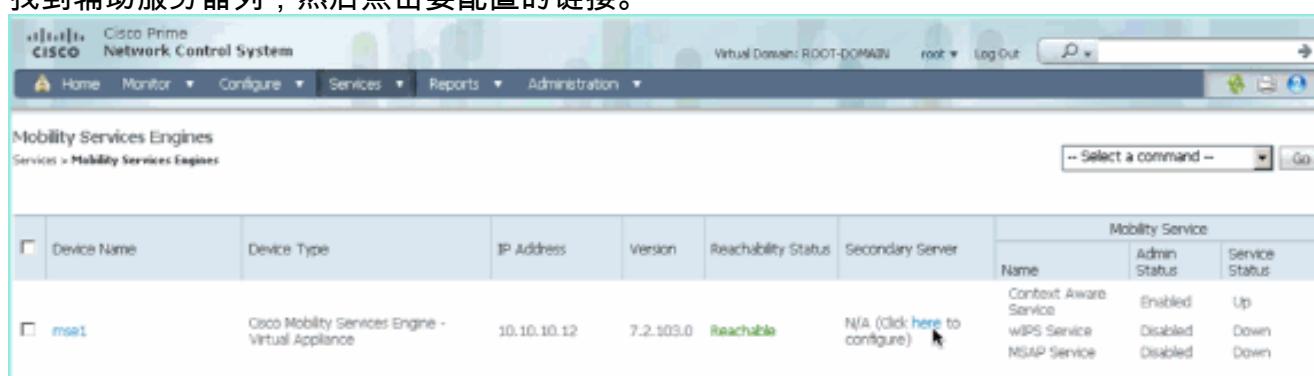 找到辅助服务器列，然后点击要配置的链接。
Cisco Prime
CISCO Network Control System
Virtual Domain: ROOT-DOMAIN root Log Out
Home Monitor Configure Services Reports Administration
Mobility Services Engines
Services > Mobility Services Engines
-- Select a command -- Go
Mobility Service
Device Name Device Type IP Address Version Reachability Status Secondary Server Name Admin Status Service Status
mse1 Cisco Mobility Services Engine - Virtual Appliance 10.10.10.12 7.2.103.0 Reachable N/A (Click here to configure)
Context Aware Service Enabled Up
wIPS Service Disabled Down
MSAP Service Disabled Down